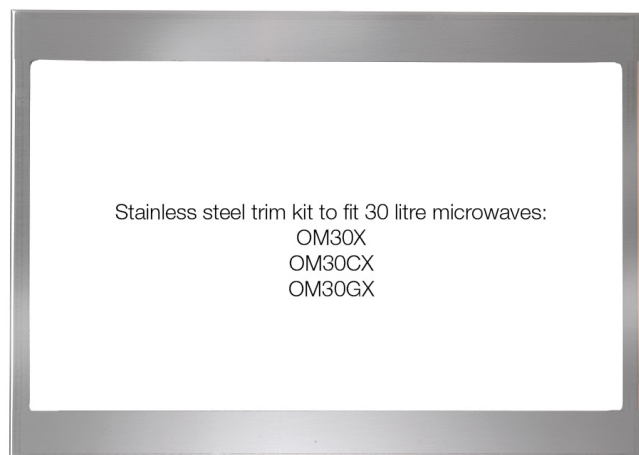 Stainless steel trim kit to fit 30 litre microwaves:
OM30X
OM30CX
OM30GX